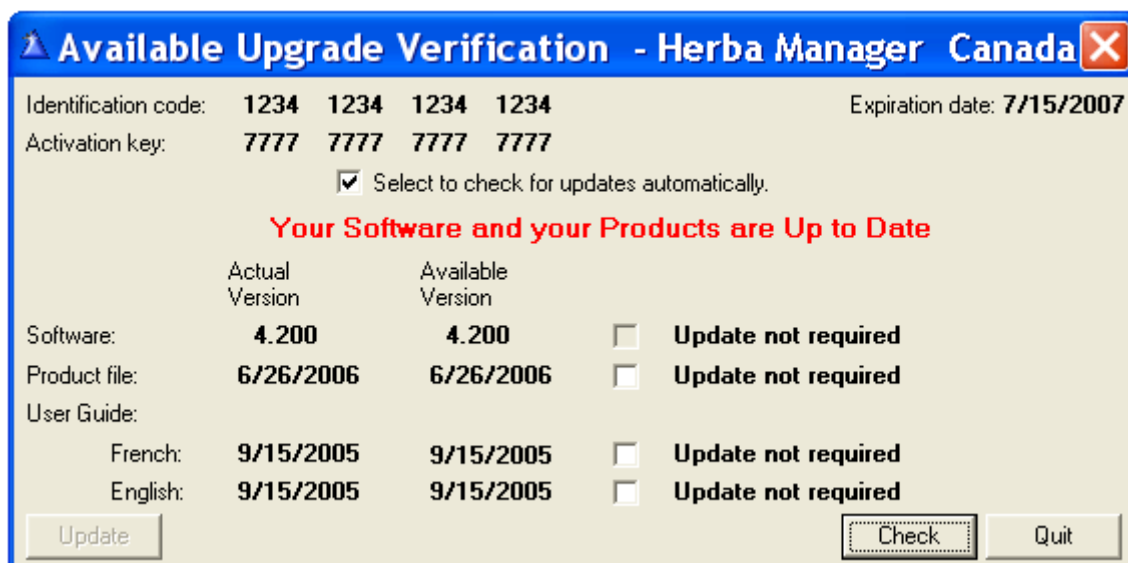 Available Upgrade Verification - Herba Manager Canada
Identification code: 1234 1234 1234 1234 Expiration date: 7/15/2007
Activation key: 7777 7777 7777 7777
Select to check for updates automatically.
Your Software and your Products are Up to Date
Actual Available
Version Version
Software: 4.200 4.200 Update not required
Product file: 6/26/2006 6/26/2006 Update not required
User Guide:
French: 9/15/2005 9/15/2005 Update not required
English: 9/15/2005 9/15/2005 Update not required
Update Check Quit